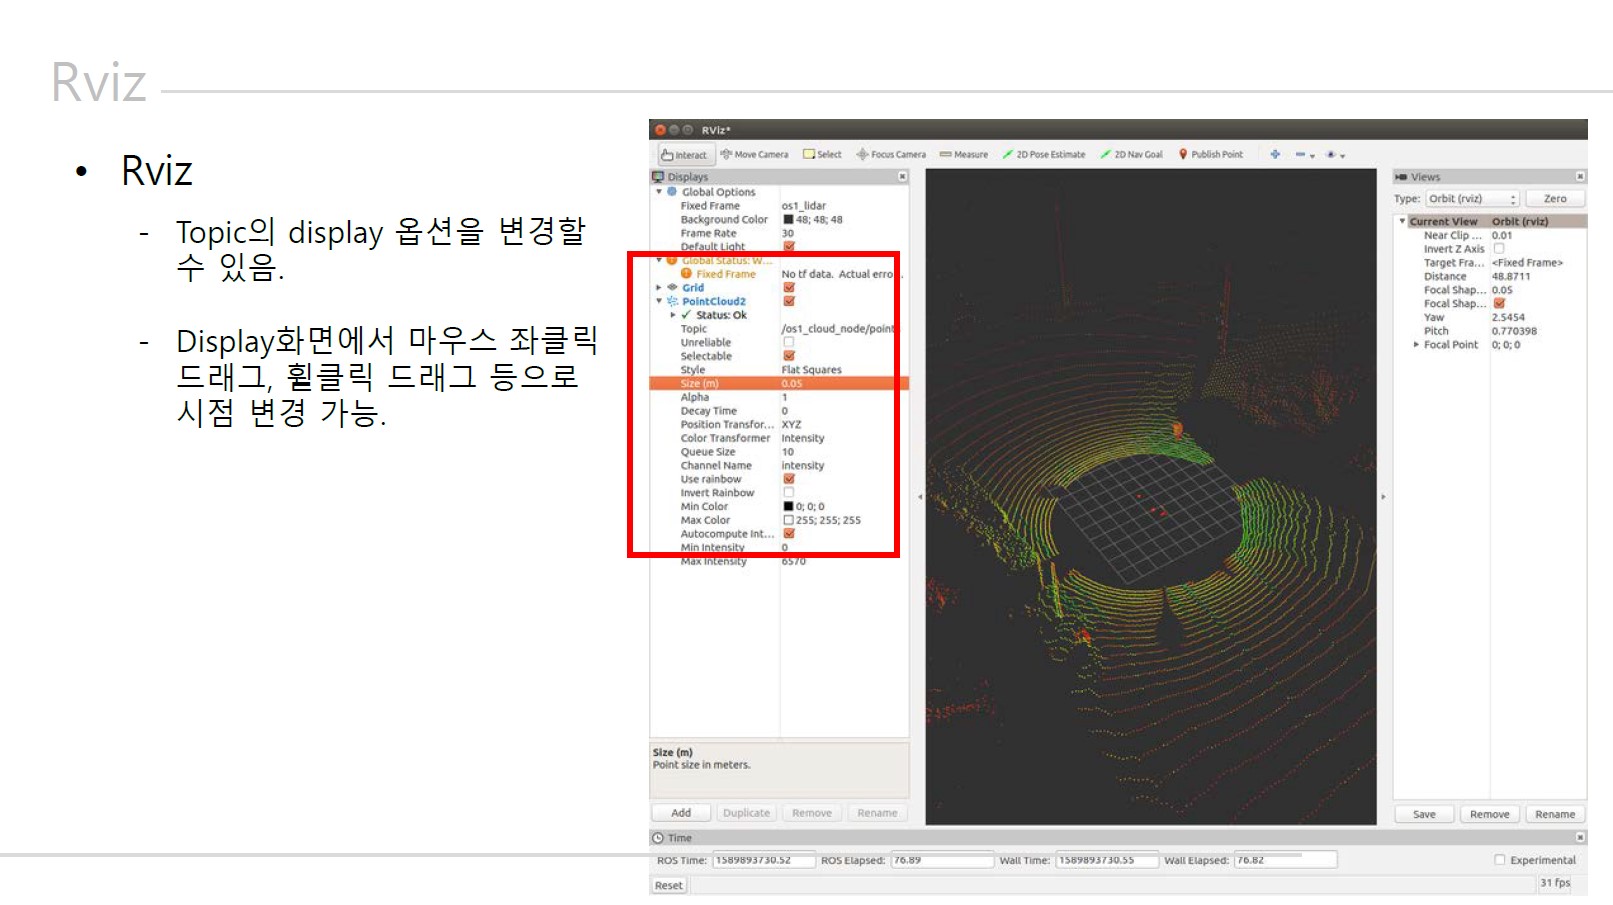 Rviz
• Rviz
- Topic의 display 옵션을 변경할
수 있음.
- Display화면에서 마우스 좌클릭
드래그, 휠클릭 드래그 등으로
시점 변경 가능.
RViz*
Interact Move Camera Select Focus Camera Measure 2D Pose Estimate 2D Nav Goal Publish Point
Displays
Global Options
Fixed Frame os1_lidar
Background Color 48; 48; 48
Frame Rate 30
Default Light
Global Status: W...
Fixed Frame No tf data. Actual erro...
Grid
PointCloud2
Status: Ok
Topic /os1_cloud_node/point
Unreliable
Selectable
Style Flat Squares
Size (m) 0.05
Alpha 1
Decay Time 0
Position Transfor... XYZ
Color Transformer Intensity
Queue Size 10
Channel Name intensity
Use rainbow
Invert Rainbow
Min Color 0; 0; 0
Max Color 255; 255; 255
Autocompute Int...
Min Intensity 0
Max Intensity 6570
Size (m)
Point size in meters.
Add Duplicate Remove Rename
Views
Type: Orbit (rviz) Zero
Current View Orbit (rviz)
Near Clip ... 0.01
Invert Z Axis
Target Fra... <Fixed Frame>
Distance 48.8711
Focal Shap... 0.05
Focal Shap...
Yaw 2.5454
Pitch 0.770398
Focal Point 0; 0; 0
Save Remove Rename
Time
ROS Time: 1589893730.52 ROS Elapsed: 76.89 Wall Time: 1589893730.55 Wall Elapsed: 76.82 Experimental
Reset 31 fps